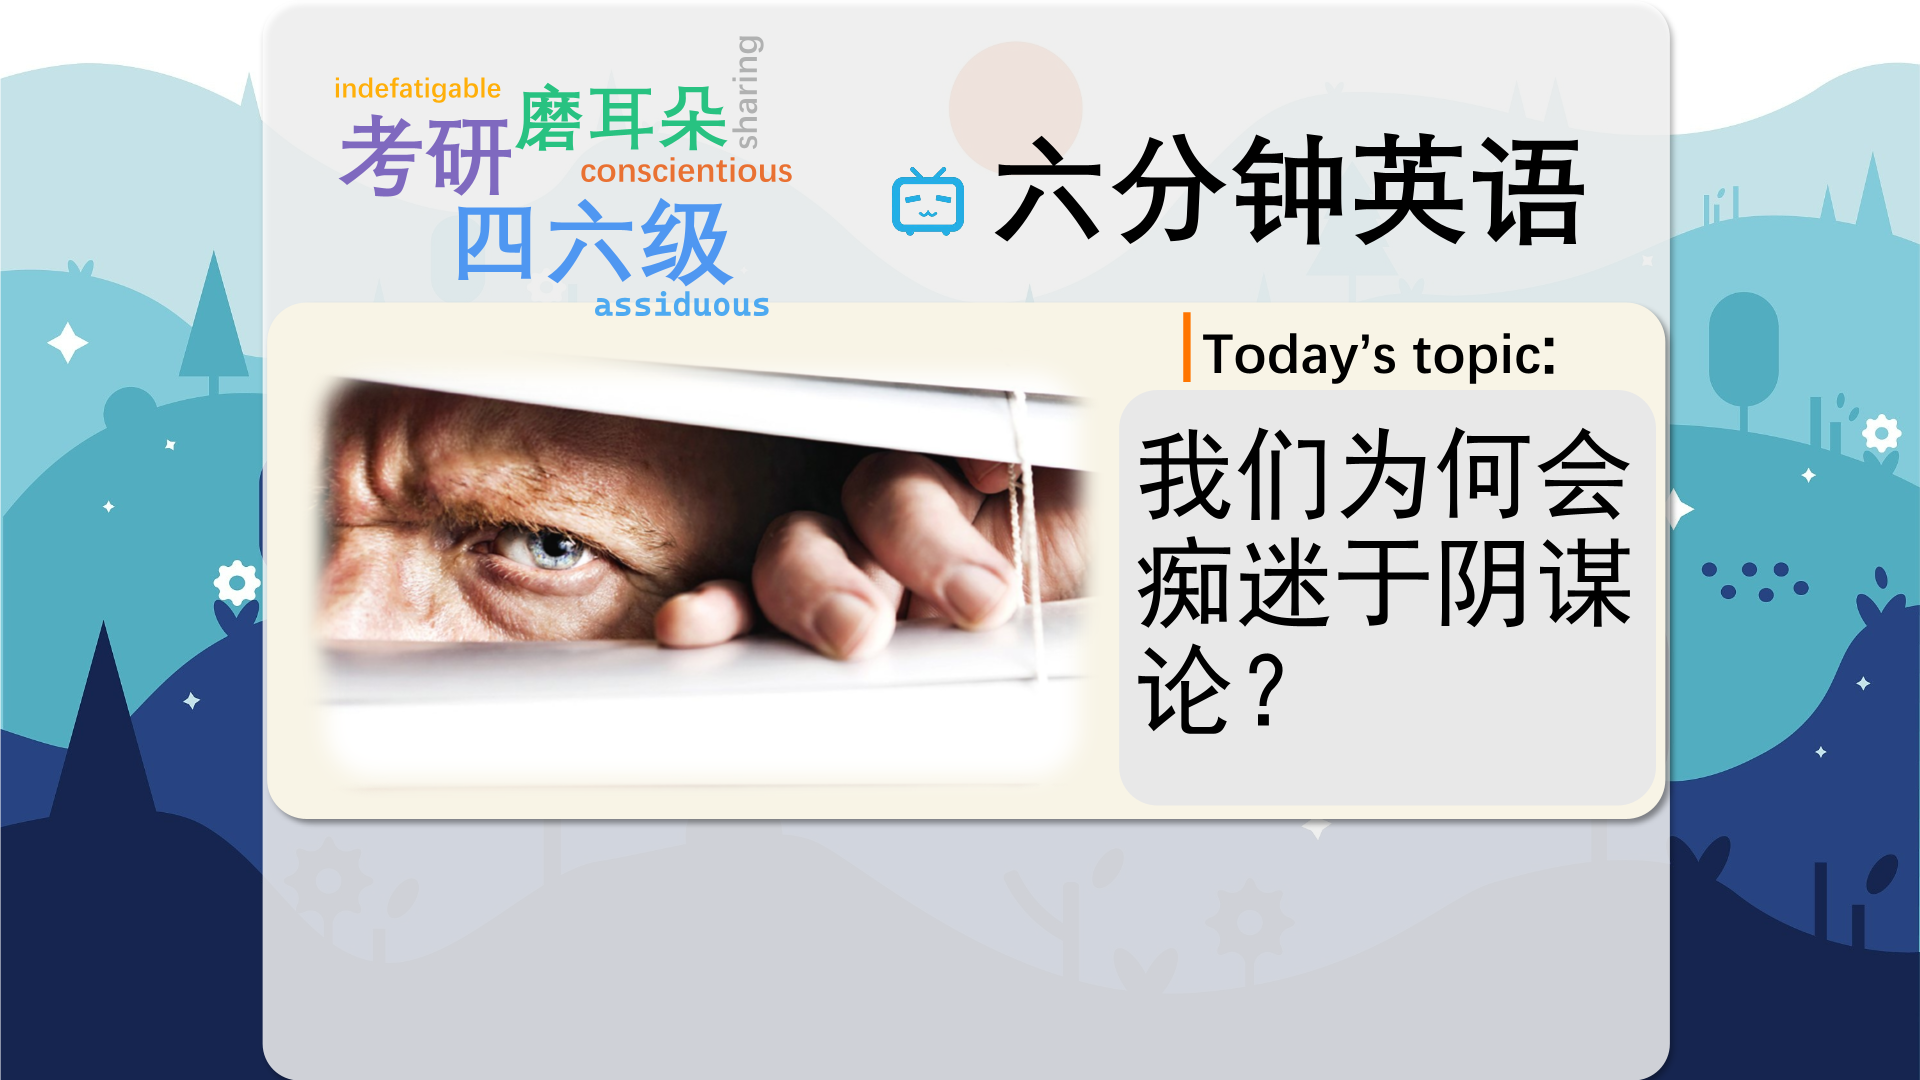 indefatigable
考研
磨耳朵
sharing
conscientious
四六级
assiduous
六分钟英语
Today’s topic:
我们为何会
痴迷于阴谋
论？